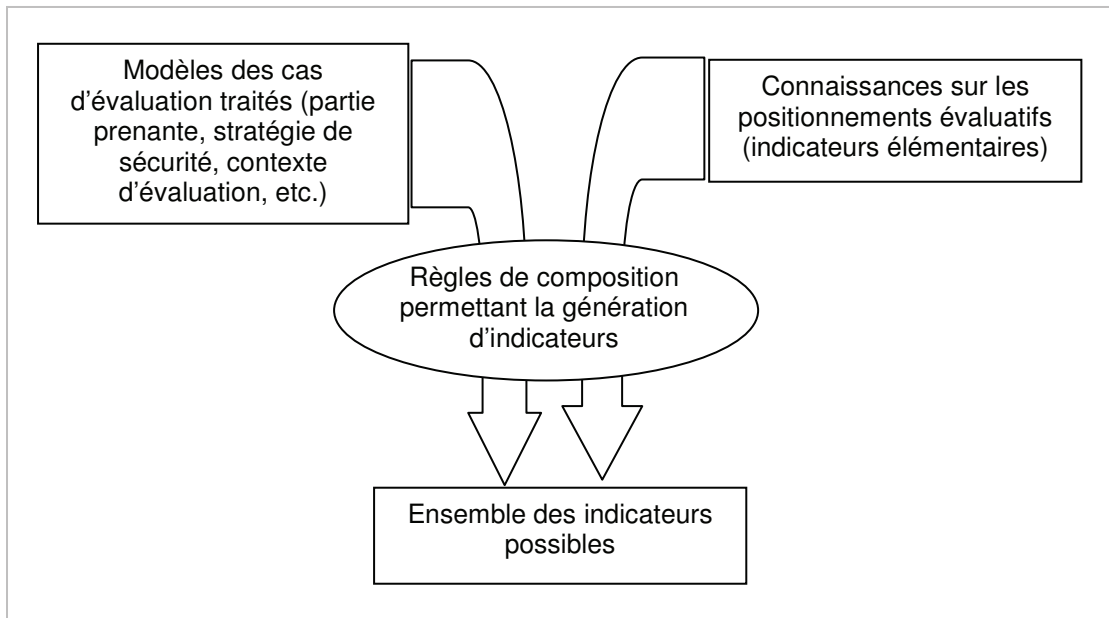 Modèles des cas
d'évaluation traités (partie
prenante, stratégie de
sécurité, contexte
d'évaluation, etc.)
Connaissances sur les
positionnements évaluatifs
(indicateurs élémentaires)
Règles de composition
permettant la génération
d'indicateurs
Ensemble des indicateurs
possibles